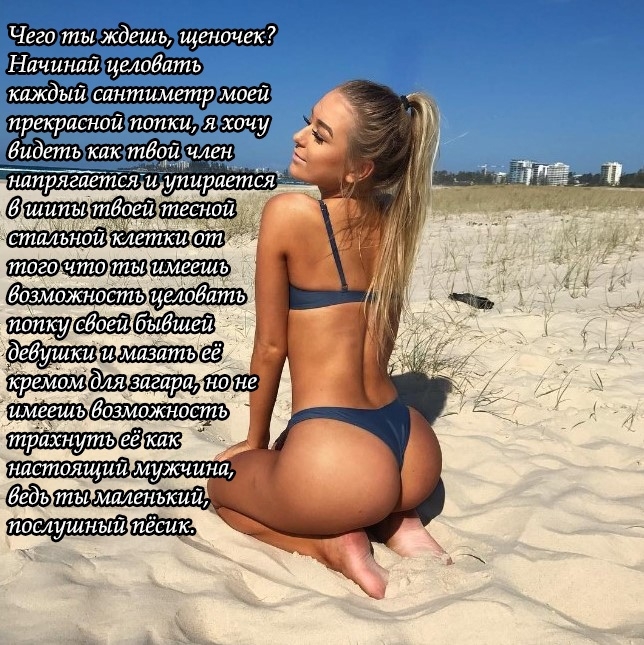 Чего ты ждешь, щеночек?
Начинай целовать
каждый сантиметр моей
прекрасной попки, я хочу
видеть как твой член
напрягается и упирается
в шипы твоей тесной
стальной клетки от
того что ты имеешь
возможность целовать
попку своей бывшей
девушки и мазать её
кремом для загара, но не
имеешь возможность
трахнуть её как
настоящий мужчина,
ведь ты маленький,
послушный пёсик.